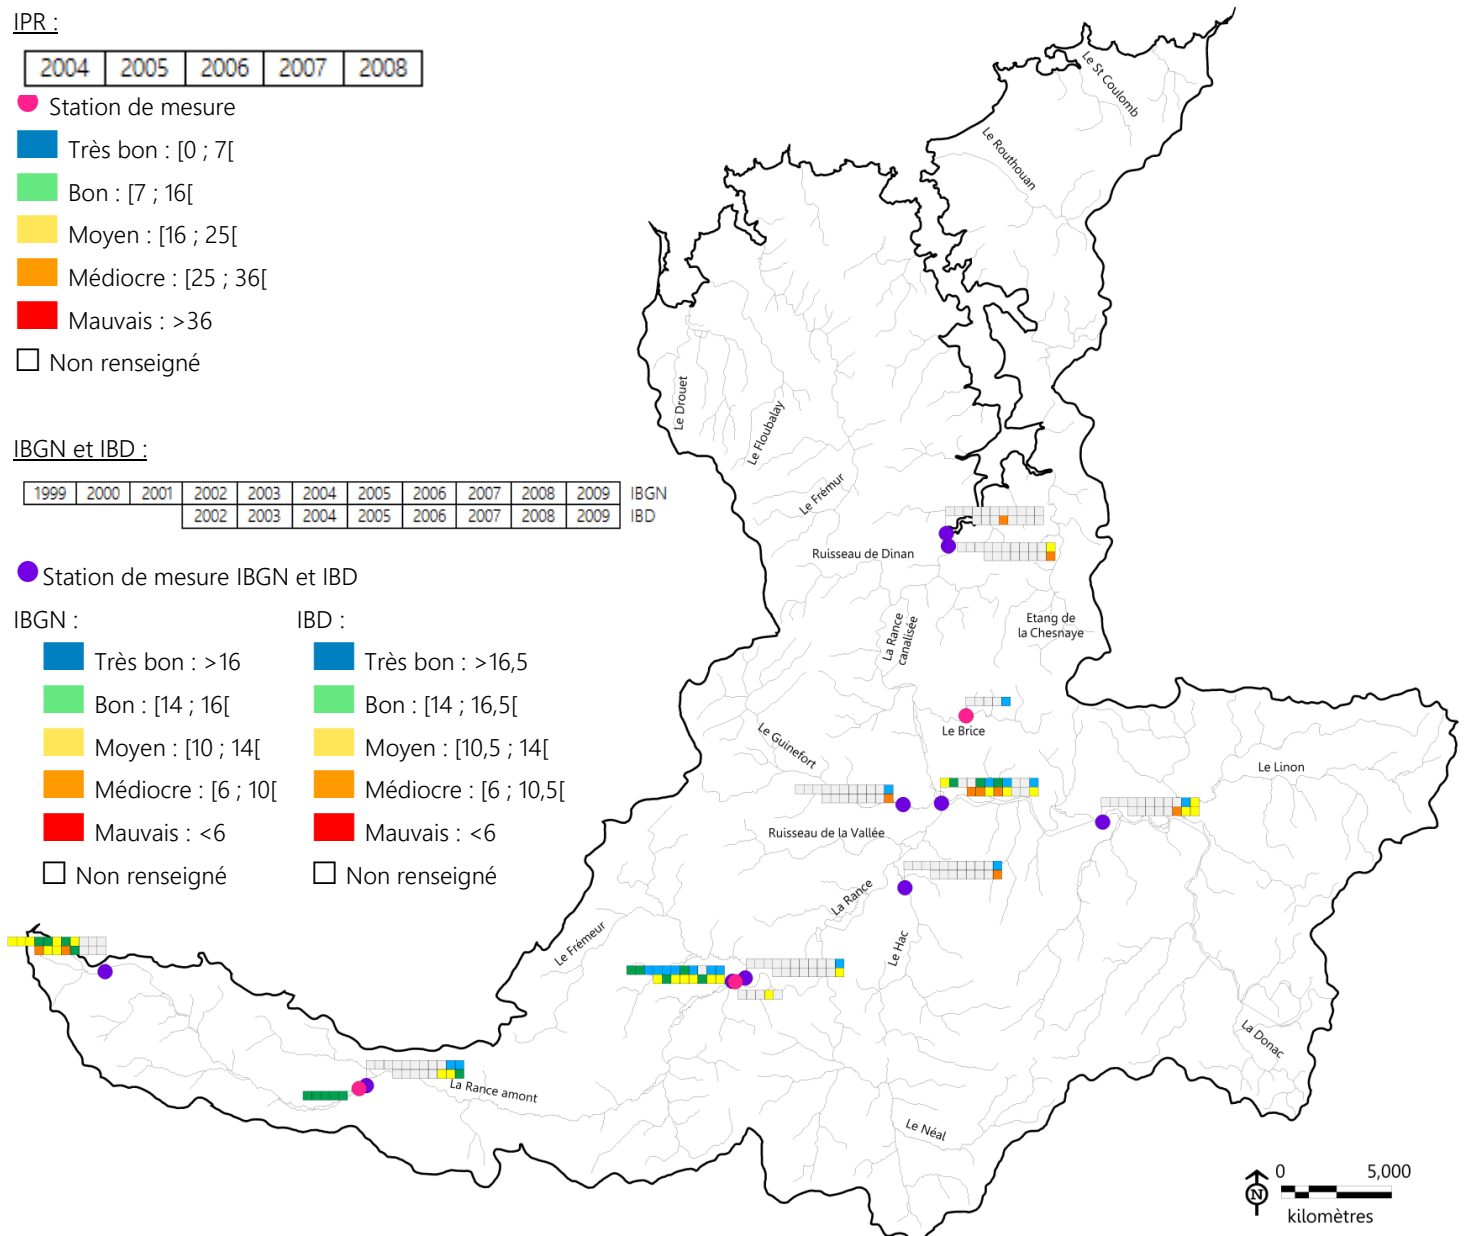 IPR :
2004 2005 2006 2007 2008
Station de mesure
Très bon : [0 ; 7[
Bon : [7 ; 16[
Moyen : [16 ; 25[
Médiocre : [25 ; 36[
Mauvais : >36
Non renseigné
IBGN et IBD :
1999 2000 2001 2002 2003 2004 2005 2006 2007 2008 2009 IBGN
2002 2003 2004 2005 2006 2007 2008 2009 IBD
Station de mesure IBGN et IBD
IBGN :
Très bon : >16
Bon : [14 ; 16[
Moyen : [10 ; 14[
Médiocre : [6 ; 10[
Mauvais : <6
Non renseigné
IBD :
Très bon : >16,5
Bon : [14 ; 16,5[
Moyen : [10,5 ; 14[
Médiocre : [6 ; 10,5[
Mauvais : <6
Non renseigné
Le St Coulomb
Le Routhouan
Le Drouet
Le Floubalay
Le Frémur
Ruisseau de Dinan
La Rance
canalisée
Etang de
la Chesnaye
Le Brice
Le Guinefort
Le Linon
Ruisseau de la Vallée
La Rance
Le Hac
Le Frémeur
La Donac
La Rance amont
Le Néal
0 5,000
N
kilomètres